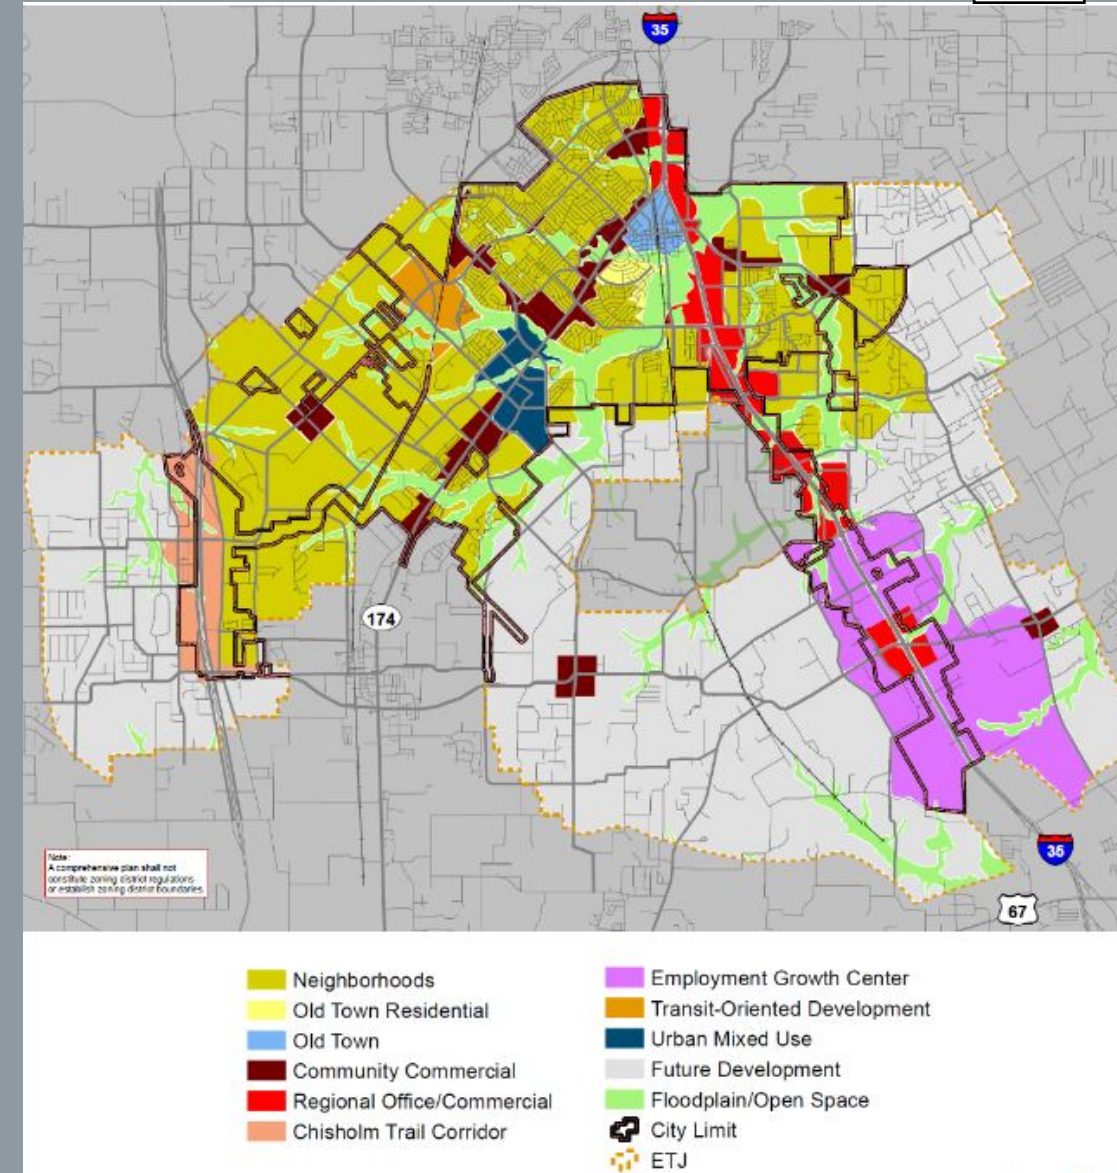 35
174
Note:
A comprehensive plan shall not
constitute zoning district regulations
or establish zoning district boundaries.
35
67
Neighborhoods
Old Town Residential
Old Town
Community Commercial
Regional Office/Commercial
Chisholm Trail Corridor
Employment Growth Center
Transit-Oriented Development
Urban Mixed Use
Future Development
Floodplain/Open Space
City Limit
ETJ